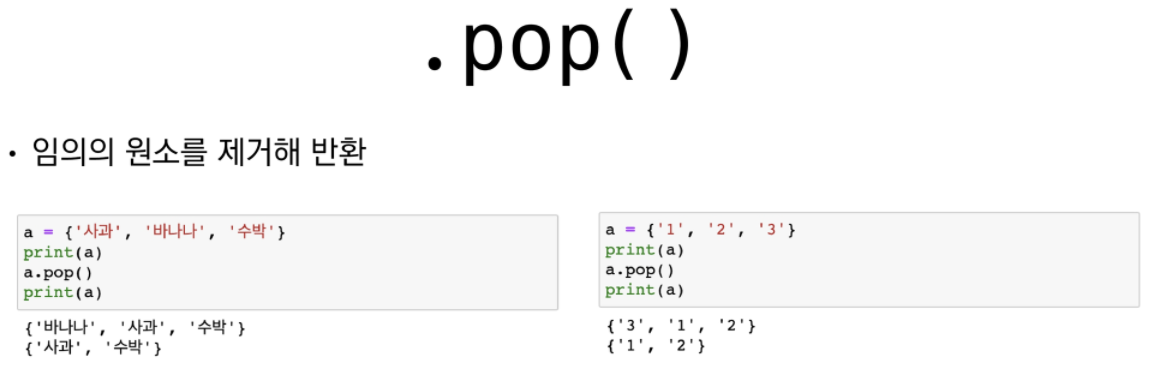 .pop()
• 임의의 원소를 제거해 반환
a = {'사과', '바나나', '수박'}
print(a)
a.pop()
print(a)
{'바나나', '사과', '수박'}
{'사과', '수박'}
a = {'1', '2', '3'}
print(a)
a.pop()
print(a)
{'3', '1', '2'}
{'1', '2'}